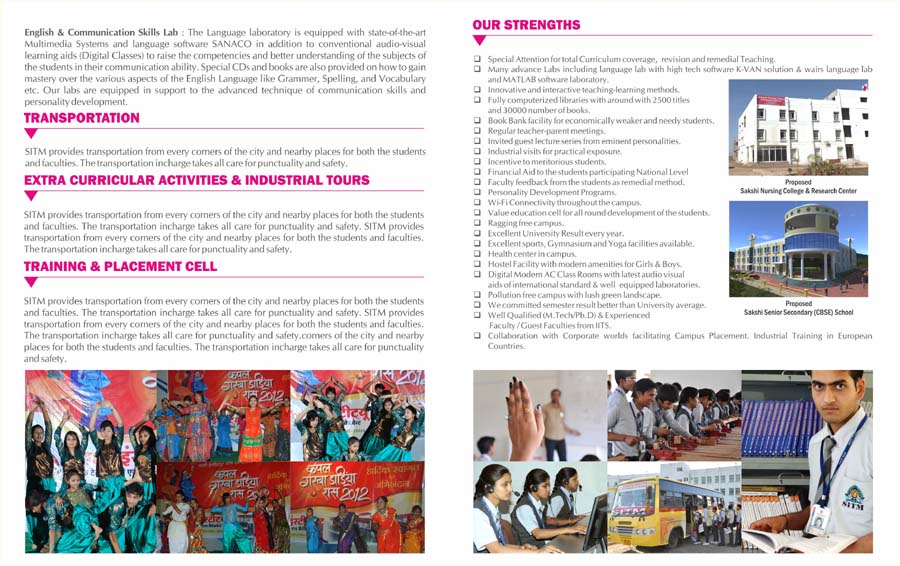 English & Communication Skills Lab : The Language laboratory is equipped with state-of-the-art
Multimedia Systems and language software SANACO in addition to conventional audio-visual
learning aids (Digital Classes) to raise the competencies and better understanding of the subjects of
the students in their communication ability. Special CDs and books are also provided on how to gain
mastery over the various aspects of the English Language like Grammer, Spelling, and Vocabulary
etc. Our labs are equipped in support to the advanced technique of communication skills and
personality development.
TRANSPORTATION
SITM provides transportation from every corners of the city and nearby places for both the students
and faculties. The transportation incharge takes all care for punctuality and safety.
EXTRA CURRICULAR ACTIVITIES & INDUSTRIAL TOURS
SITM provides transportation from every corners of the city and nearby places for both the students
and faculties. The transportation incharge takes all care for punctuality and safety. SITM provides
transportation from every corners of the city and nearby places for both the students and faculties.
The transportation incharge takes all care for punctuality and safety.
TRAINING & PLACEMENT CELL
SITM provides transportation from every corners of the city and nearby places for both the students
and faculties. The transportation incharge takes all care for punctuality and safety. SITM provides
transportation from every corners of the city and nearby places for both the students and faculties.
The transportation incharge takes all care for punctuality and safety.corners of the city and nearby
places for both the students and faculties. The transportation incharge takes all care for punctuality
and safety.
रास 2012
कपल
गरबा डांडिया
रास 2012
हार्दिक स्वागत
OUR STRENGTHS
Special Attention for total Curriculum coverage, revision and remedial Teaching.
Many advance Labs including language lab with high tech software K-VAN solution & wairs language lab
and MATLAB software laboratory.
Innovative and interactive teaching-learning methods.
Fully computerized libraries with around with 2500 titles
and 30000 number of books.
Book Bank facility for economically weaker and needy students.
Regular teacher-parent meetings.
Invited guest lecture series from eminent personalities.
Industrial visits for practical exposure.
Incentive to meritorious students.
Financial Aid to the students participating National Level
Faculty feedback from the students as remedial method.
Personality Development Programs.
Wi-Fi Connectivity throughout the campus.
Value education cell for all round development of the students.
Ragging free campus.
Excellent University Result every year.
Excellent sports, Gymnasium and Yoga facilities available.
Health center in campus.
Hostel Facility with modern amenities for Girls & Boys.
Digital Modern AC Class Rooms with latest audio visual
aids of international standard & well equipped laboratories.
Pollution free campus with lush green landscape.
We committed semester result better than University average.
Well Qualified (M.Tech/Ph.D) & Experienced
Faculty / Guest Faculties from IITS.
Collaboration with Corporate worlds facilitating Campus Placement. Industrial Training in European
Countries.
Proposed
Sakshi Nursing College & Research Center
Proposed
Sakshi Senior Secondary (CBSE) School
SITM